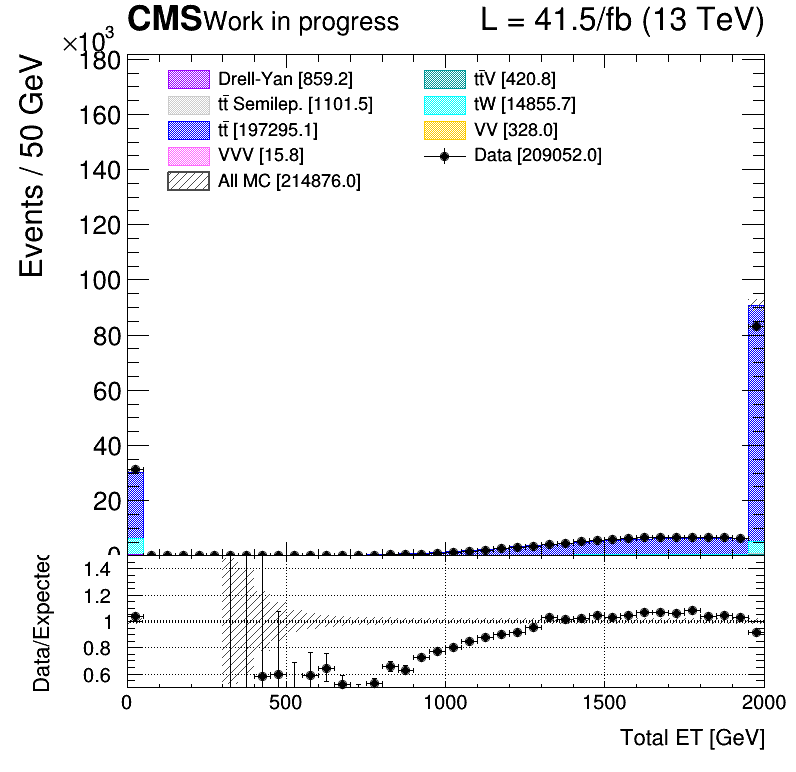 CMS Work in progress L = 41.5/fb (13 TeV)
×10³
Events / 50 GeV
180
160
140
120
100
80
60
40
20
0
Drell-Yan [859.2]
tt̄ Semilep. [1101.5]
tt̄ [197295.1]
VVV [15.8]
All MC [214876.0]
tt̄V [420.8]
tW [14855.7]
VV [328.0]
Data [209052.0]
Data/Expected
1.4
1.2
1
0.8
0.6
0 500 1000 1500 2000
Total ET [GeV]